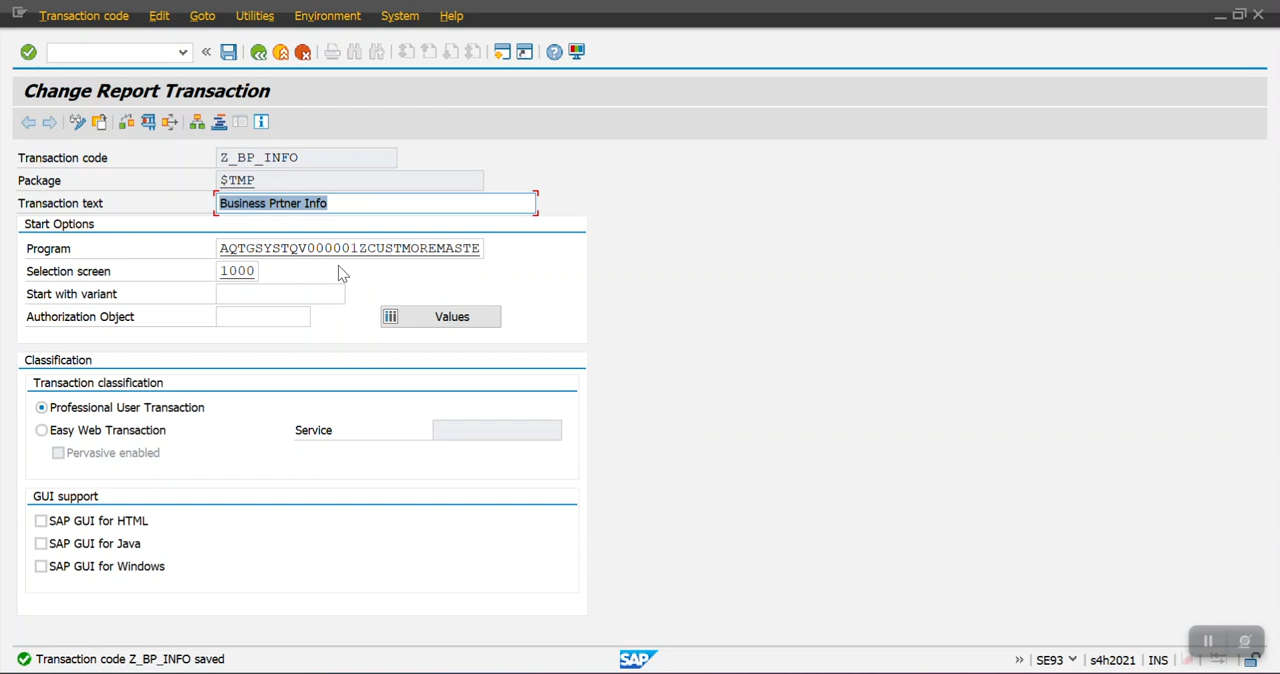 Transaction code Edit Goto Utilities Environment System Help
Change Report Transaction
Transaction code Z_BP_INFO
Package $TMP
Transaction text Business Prtner Info
Start Options
Program AQTGSYSTQV000001ZCUSTMOREMASTE
Selection screen 1000
Start with variant
Authorization Object Values
Classification
Transaction classification
Professional User Transaction
Easy Web Transaction Service
Pervasive enabled
GUI support
SAP GUI for HTML
SAP GUI for Java
SAP GUI for Windows
Transaction code Z_BP_INFO saved SAP SE93 s4h2021 INS